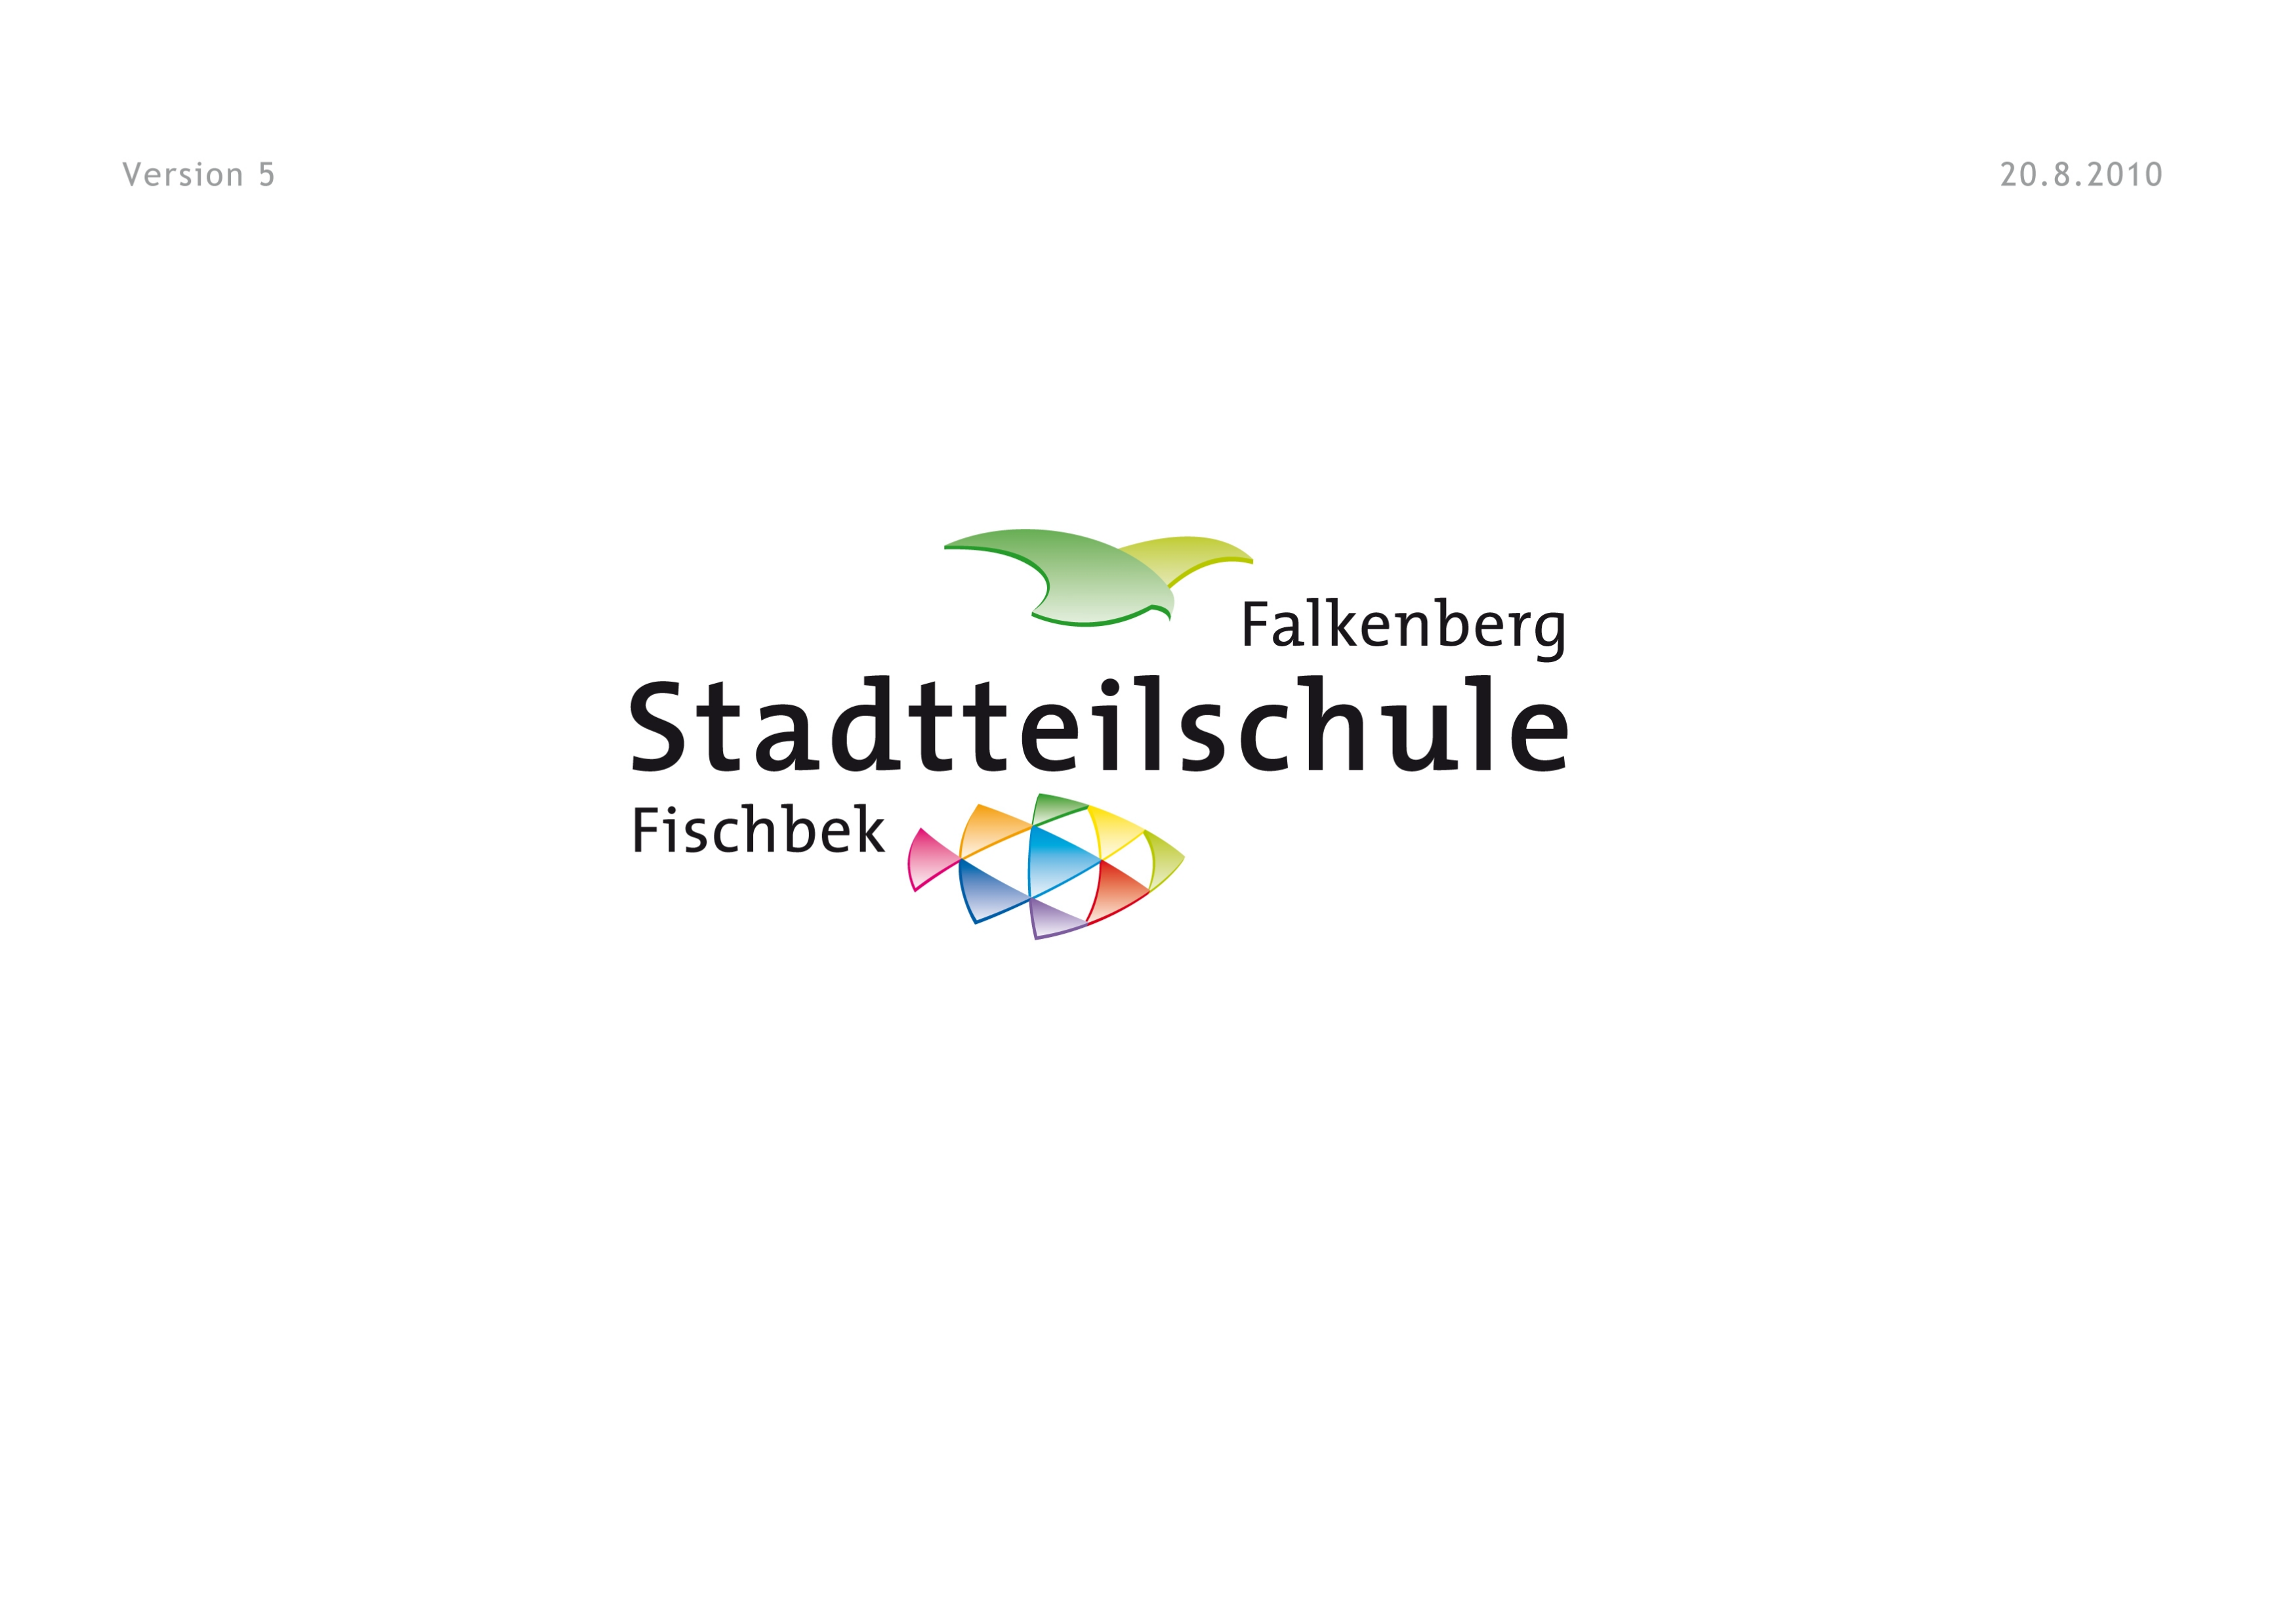 Version 5
20.8.2010
Falkenberg
Stadtteilschule
Fischbek